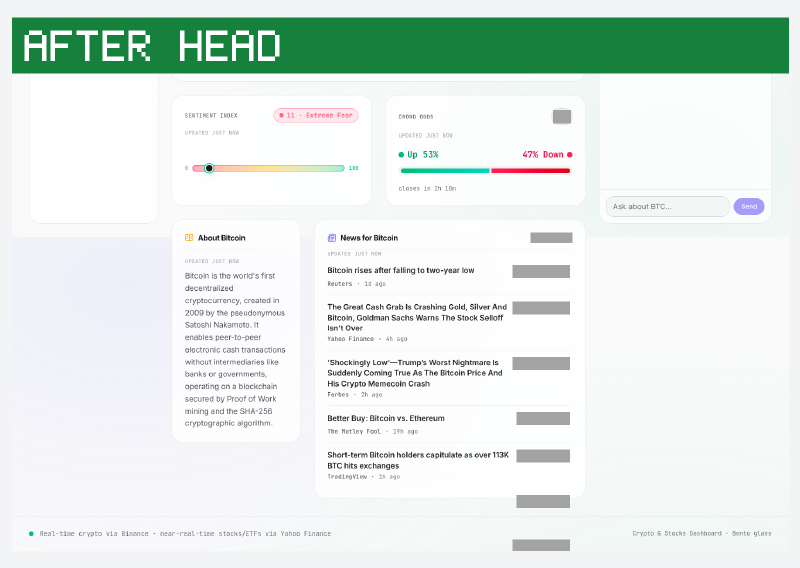 AFTER HEAD
SENTIMENT INDEX
11 · Extreme Fear
UPDATED JUST NOW
0
100
CROWD ODDS
UPDATED JUST NOW
Up 53%
47% Down
closes in 2h 18m
Ask about BTC...
Send
About Bitcoin
UPDATED JUST NOW
Bitcoin is the world's first
decentralized
cryptocurrency, created in
2009 by the pseudonymous
Satoshi Nakamoto. It
enables peer-to-peer
electronic cash transactions
without intermediaries like
banks or governments,
operating on a blockchain
secured by Proof of Work
mining and the SHA-256
cryptographic algorithm.
News for Bitcoin
UPDATED JUST NOW
Bitcoin rises after falling to two-year low
Reuters · 1d ago
The Great Cash Grab Is Crashing Gold, Silver And
Bitcoin, Goldman Sachs Warns The Stock Selloff
Isn't Over
Yahoo Finance · 4h ago
'Shockingly Low'—Trump's Worst Nightmare Is
Suddenly Coming True As The Bitcoin Price And
His Crypto Memecoin Crash
Forbes · 2h ago
Better Buy: Bitcoin vs. Ethereum
The Motley Fool · 19h ago
Short-term Bitcoin holders capitulate as over 113K
BTC hits exchanges
TradingView · 1h ago
Real-time crypto via Binance · near-real-time stocks/ETFs via Yahoo Finance
Crypto & Stocks Dashboard · Bento glass